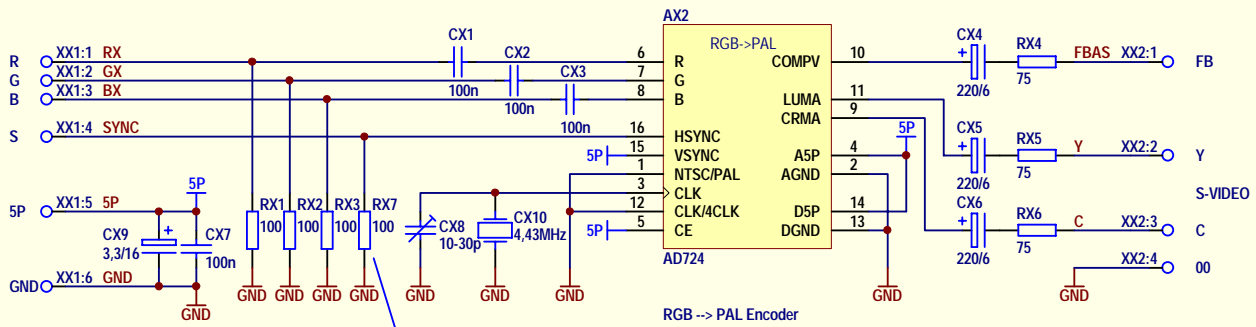 AX2
RGB->PAL
R XX1:1 RX
G XX1:2 GX
B XX1:3 BX
S XX1:4 SYNC
5P XX1:5 5P
GND XX1:6 GND
CX1
100n
CX2
100n
CX3
100n
5P
CX9
3,3/16
CX7
100n
GND
RX1
100
RX2
100
RX3
100
RX7
100
GND
GND
GND
GND
CX8
10-30p
GND
CX10
4,43MHz
GND
GND
5P
5P
6 R
7 G
8 B
16 HSYNC
15 VSYNC
1 NTSC/PAL
3 CLK
12 CLK/4CLK
5 CE
COMPV 10
LUMA 11
CRMA 9
A5P 4
AGND 2
D5P 14
DGND 13
AD724
5P
GND
CX4
+
220/6
RX4
75
FBAS XX2:1 FB
CX5
+
220/6
RX5
75
Y XX2:2 Y
S-VIDEO
CX6
+
220/6
RX6
75
C XX2:3 C
GND
XX2:4 00
RGB --> PAL Encoder